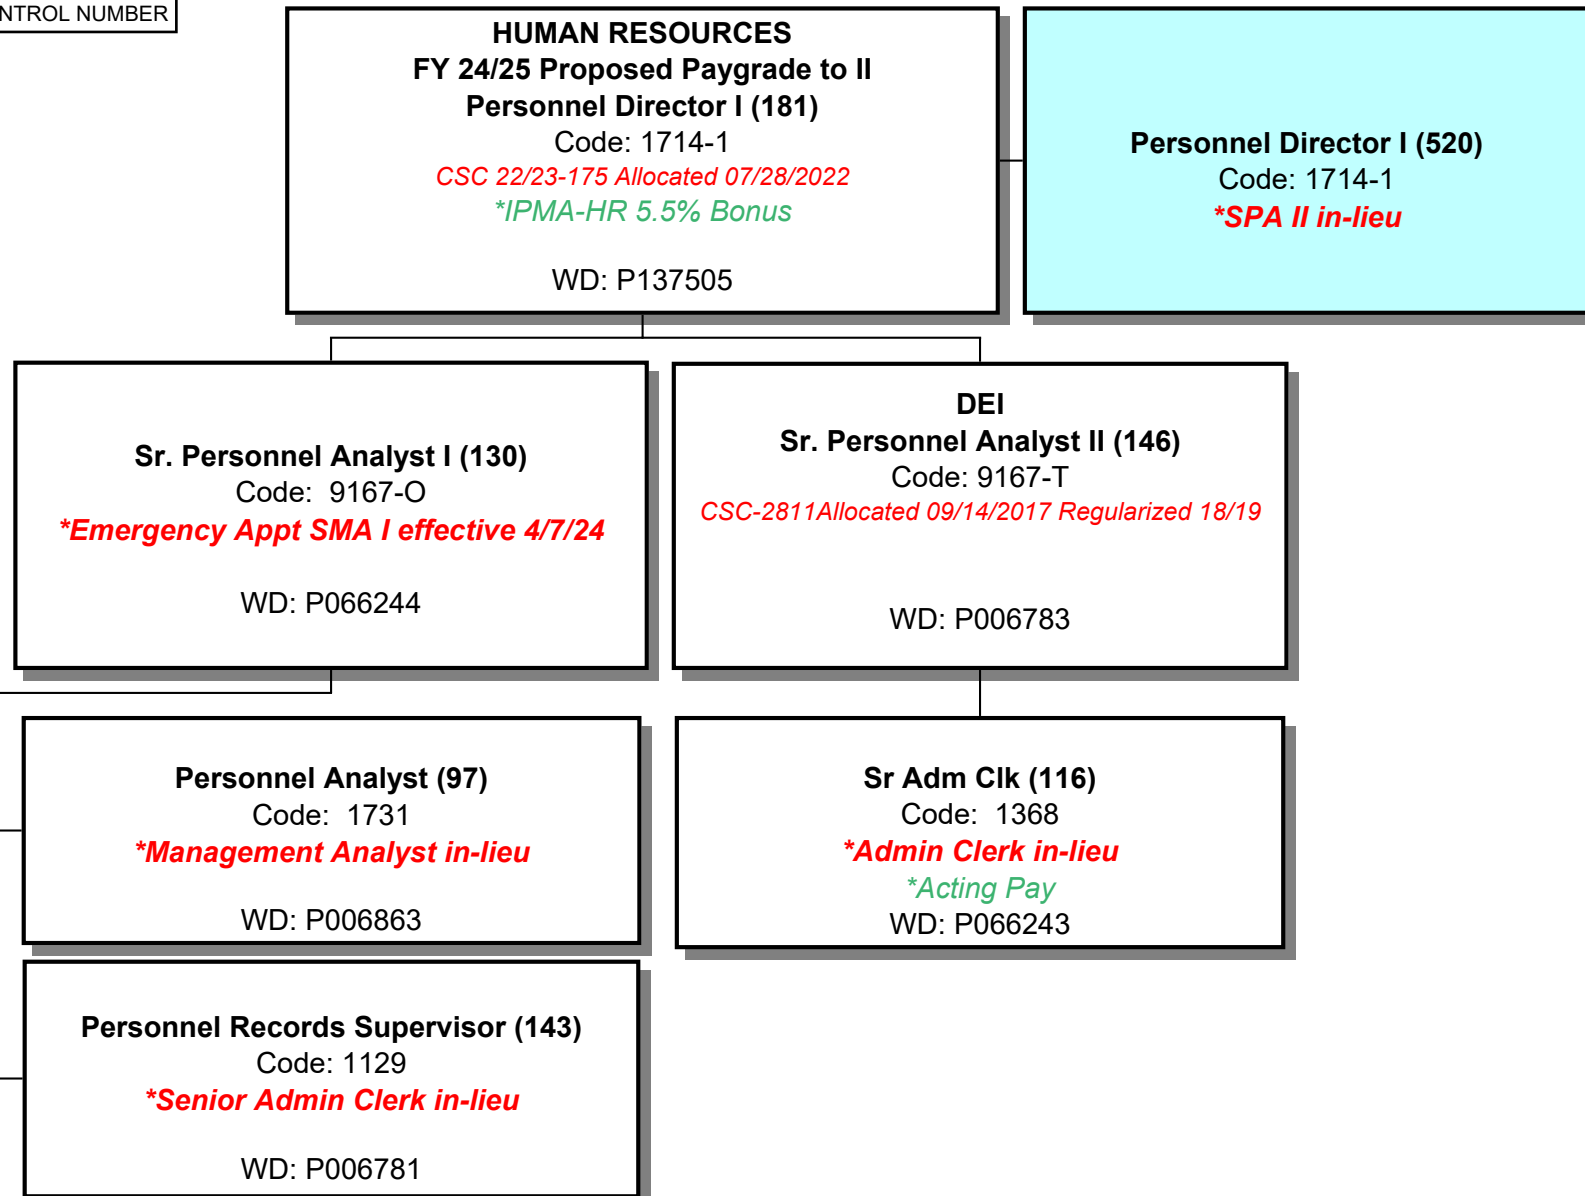 NTROL NUMBER
HUMAN RESOURCES
FY 24/25 Proposed Paygrade to II
Personnel Director I (181)
Code: 1714-1
CSC 22/23-175 Allocated 07/28/2022
*IPMA-HR 5.5% Bonus
WD: P137505
Personnel Director I (520)
Code: 1714-1
*SPA II in-lieu
Sr. Personnel Analyst I (130)
Code: 9167-O
*Emergency Appt SMA I effective 4/7/24
WD: P066244
DEI
Sr. Personnel Analyst II (146)
Code: 9167-T
CSC-2811Allocated 09/14/2017 Regularized 18/19
WD: P006783
Personnel Analyst (97)
Code: 1731
*Management Analyst in-lieu
WD: P006863
Sr Adm Clk (116)
Code: 1368
*Admin Clerk in-lieu
*Acting Pay
WD: P066243
Personnel Records Supervisor (143)
Code: 1129
*Senior Admin Clerk in-lieu
WD: P006781